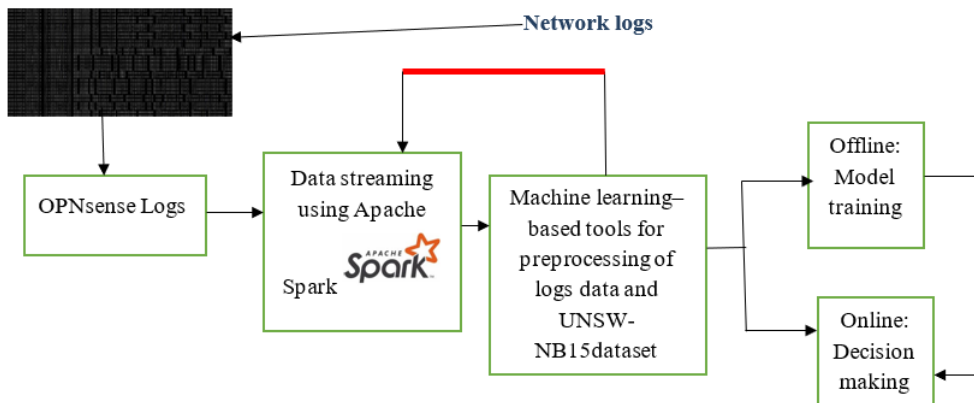 Network logs
OPNsense Logs
Data streaming
using Apache
Spark
APACHE
Spark
Machine learning–
based tools for
preprocessing of
logs data and
UNSW-
NB15dataset
Offline:
Model
training
Online:
Decision
making